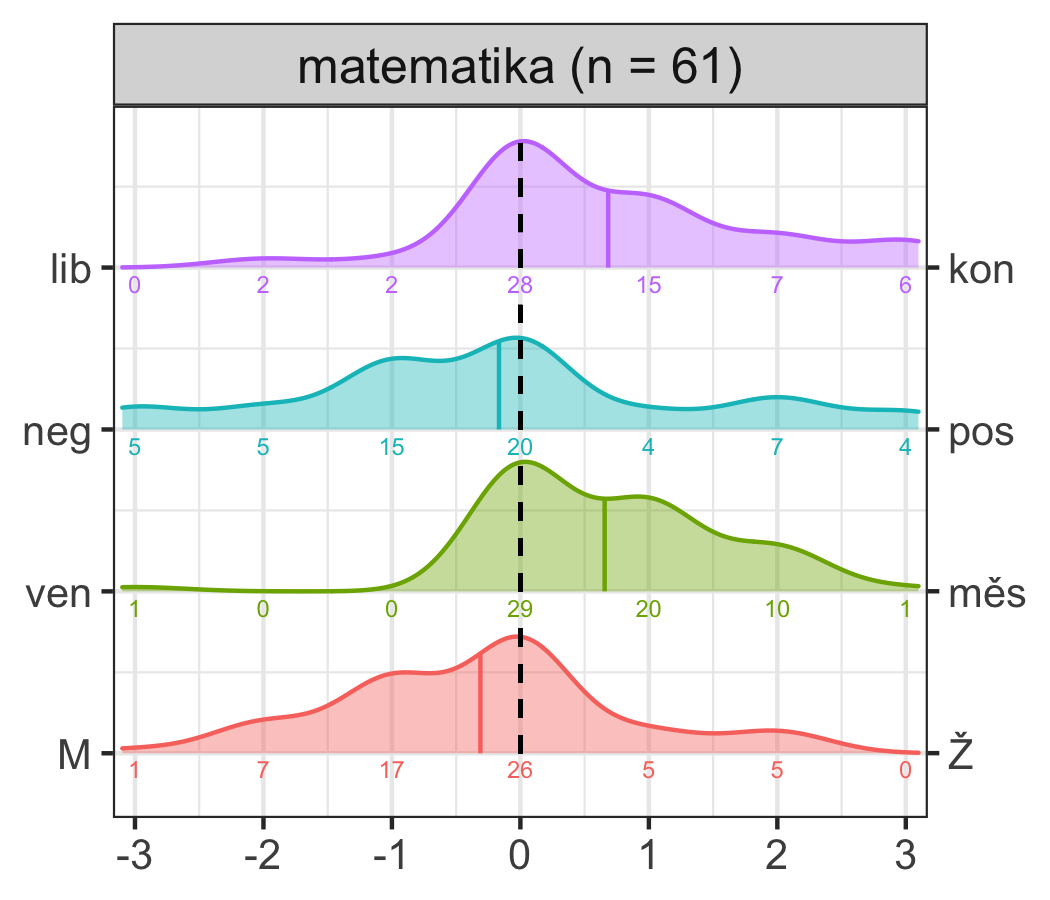 matematika (n = 61)
lib kon
0 2 2 28 15 7 6
neg pos
5 5 15 20 4 7 4
ven měs
1 0 0 29 20 10 1
M Ž
1 7 17 26 5 5 0
-3 -2 -1 0 1 2 3